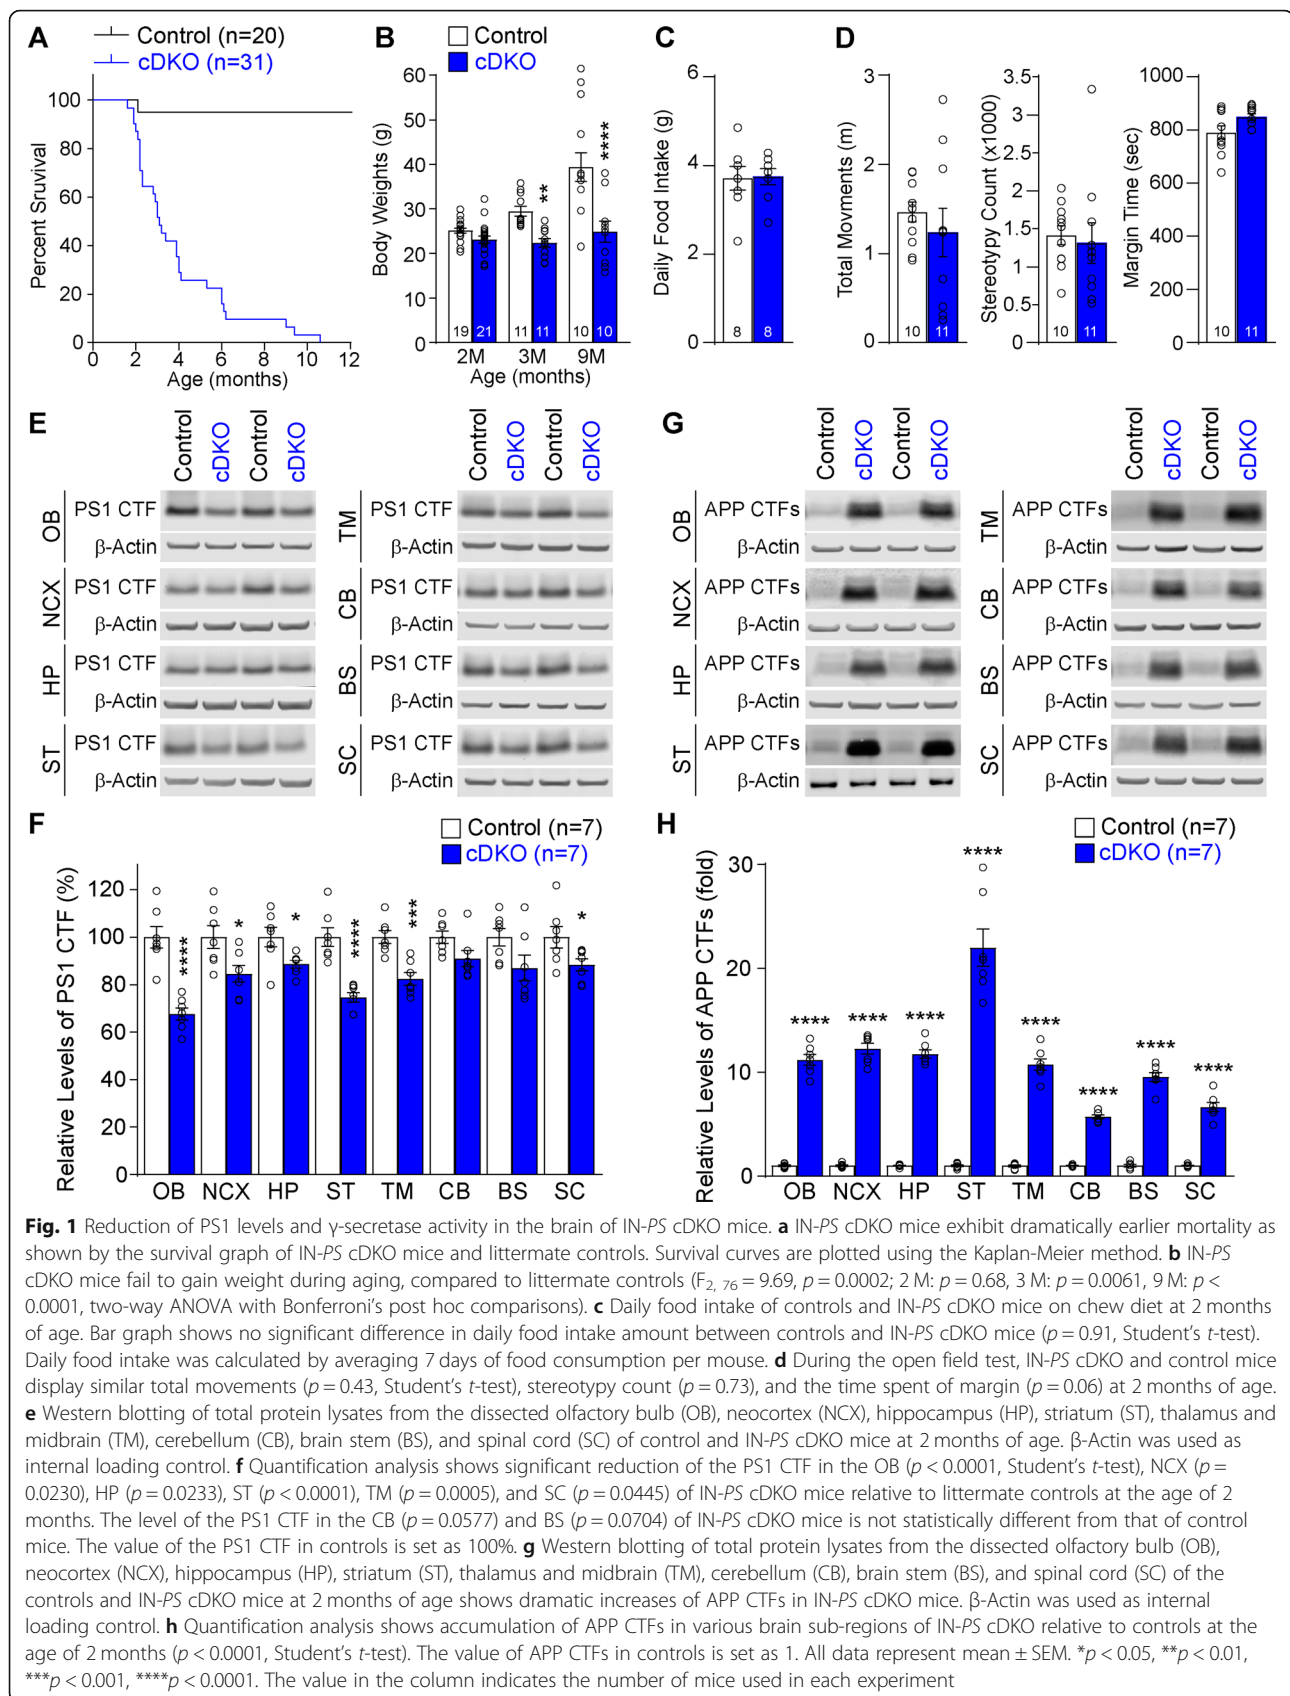 A
Control (n=20)
cDKO (n=31)
Percent Sruvival
100
80
60
40
20
0
0 2 4 6 8 10 12
Age (months)
B
Control
cDKO
Body Weights (g)
60
50
40
30
20
10
0
19 21 11 11 10 10
** ****
2M 3M 9M
Age (months)
C
Daily Food Intake (g)
6
4
2
0
8 8
D
Total Movments (m)
3
2
1
0
10 11
Stereotypy Count (x1000)
3.5
3
2.5
2
1.5
1
0.5
0
10 11
Margin Time (sec)
1000
800
600
400
200
0
10 11
E
Control cDKO Control cDKO
OB PS1 CTF
β-Actin
NCX PS1 CTF
β-Actin
HP PS1 CTF
β-Actin
ST PS1 CTF
β-Actin
Control cDKO Control cDKO
TM PS1 CTF
β-Actin
CB PS1 CTF
β-Actin
BS PS1 CTF
β-Actin
SC PS1 CTF
β-Actin
G
Control cDKO Control cDKO
OB APP CTFs
β-Actin
NCX APP CTFs
β-Actin
HP APP CTFs
β-Actin
ST APP CTFs
β-Actin
Control cDKO Control cDKO
TM APP CTFs
β-Actin
CB APP CTFs
β-Actin
BS APP CTFs
β-Actin
SC APP CTFs
β-Actin
F
Control (n=7)
cDKO (n=7)
Relative Levels of PS1 CTF (%)
120
100
80
60
40
20
0
**** * * **** *** *
OB NCX HP ST TM CB BS SC
H
Control (n=7)
cDKO (n=7)
Relative Levels of APP CTFs (fold)
30
20
10
0
**** **** **** **** **** **** **** ****
OB NCX HP ST TM CB BS SC
Fig. 1 Reduction of PS1 levels and γ-secretase activity in the brain of IN-PS cDKO mice. a IN-PS cDKO mice exhibit dramatically earlier mortality as
shown by the survival graph of IN-PS cDKO mice and littermate controls. Survival curves are plotted using the Kaplan-Meier method. b IN-PS
cDKO mice fail to gain weight during aging, compared to littermate controls (F2, 76 = 9.69, p = 0.0002; 2 M: p = 0.68, 3 M: p = 0.0061, 9 M: p <
0.0001, two-way ANOVA with Bonferroni's post hoc comparisons). c Daily food intake of controls and IN-PS cDKO mice on chew diet at 2 months
of age. Bar graph shows no significant difference in daily food intake amount between controls and IN-PS cDKO mice (p = 0.91, Student's t-test).
Daily food intake was calculated by averaging 7 days of food consumption per mouse. d During the open field test, IN-PS cDKO and control mice
display similar total movements (p = 0.43, Student's t-test), stereotypy count (p = 0.73), and the time spent of margin (p = 0.06) at 2 months of age.
e Western blotting of total protein lysates from the dissected olfactory bulb (OB), neocortex (NCX), hippocampus (HP), striatum (ST), thalamus and
midbrain (TM), cerebellum (CB), brain stem (BS), and spinal cord (SC) of control and IN-PS cDKO mice at 2 months of age. β-Actin was used as
internal loading control. f Quantification analysis shows significant reduction of the PS1 CTF in the OB (p < 0.0001, Student's t-test), NCX (p =
0.0230), HP (p = 0.0233), ST (p < 0.0001), TM (p = 0.0005), and SC (p = 0.0445) of IN-PS cDKO mice relative to littermate controls at the age of 2
months. The level of the PS1 CTF in the CB (p = 0.0577) and BS (p = 0.0704) of IN-PS cDKO mice is not statistically different from that of control
mice. The value of the PS1 CTF in controls is set as 100%. g Western blotting of total protein lysates from the dissected olfactory bulb (OB),
neocortex (NCX), hippocampus (HP), striatum (ST), thalamus and midbrain (TM), cerebellum (CB), brain stem (BS), and spinal cord (SC) of the
controls and IN-PS cDKO mice at 2 months of age shows dramatic increases of APP CTFs in IN-PS cDKO mice. β-Actin was used as internal
loading control. h Quantification analysis shows accumulation of APP CTFs in various brain sub-regions of IN-PS cDKO relative to controls at the
age of 2 months (p < 0.0001, Student's t-test). The value of APP CTFs in controls is set as 1. All data represent mean ± SEM. *p < 0.05, **p < 0.01,
***p < 0.001, ****p < 0.0001. The value in the column indicates the number of mice used in each experiment